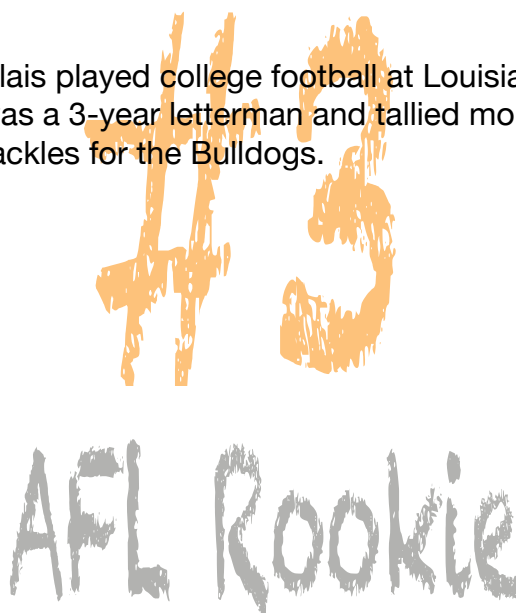 #3
lais played college football at Louisia
as a 3-year letterman and tallied mo
ackles for the Bulldogs.
AFL Rookie